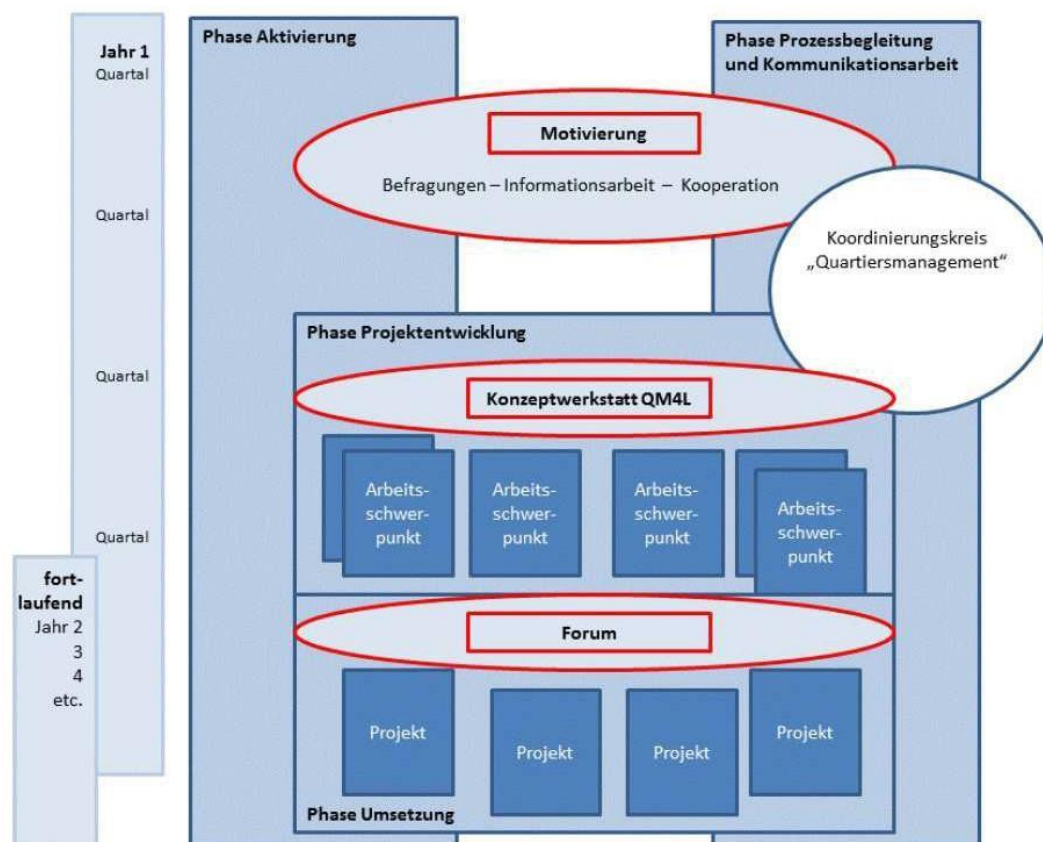 Jahr 1
Quartal
Quartal
Quartal
Quartal
fort-
laufend
Jahr 2
3
4
etc.
Phase Aktivierung
Phase Prozessbegleitung
und Kommunikationsarbeit
Motivierung
Befragungen – Informationsarbeit – Kooperation
Koordinierungskreis
„Quartiersmanagement“
Phase Projektentwicklung
Konzeptwerkstatt QM4L
Arbeits-
schwer-
punkt
Arbeits-
schwer-
punkt
Arbeits-
schwer-
punkt
Arbeits-
schwer-
punkt
Forum
Projekt
Projekt
Projekt
Projekt
Phase Umsetzung